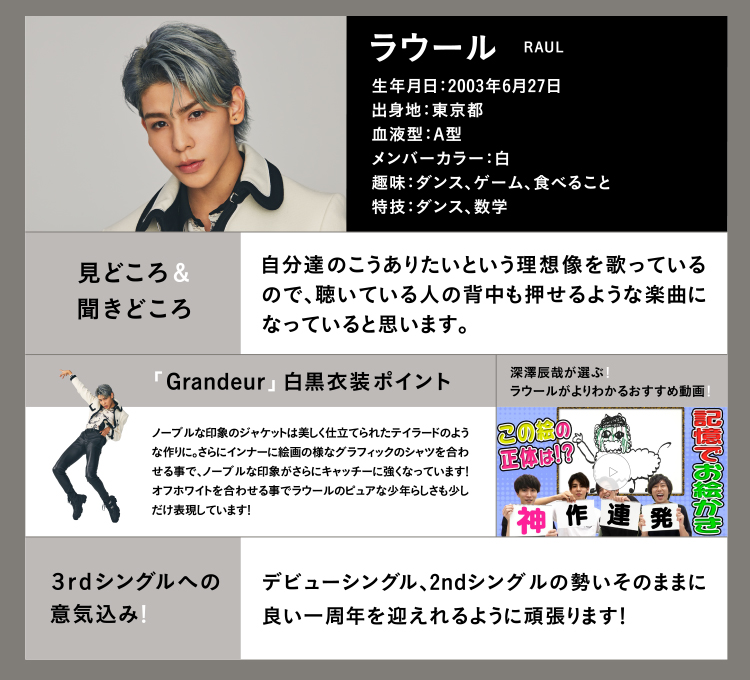 ラウール RAUL
生年月日：2003年6月27日
出身地：東京都
血液型：A型
メンバーカラー：白
趣味：ダンス、ゲーム、食べること
特技：ダンス、数学
見どころ&
聞きどころ
自分達のこうありたいという理想像を歌っている
ので、聴いている人の背中も押せるような楽曲に
なっていると思います。
「Grandeur」白黒衣装ポイント
ノーブルな印象のジャケットは美しく仕立てられたテイラードのよう
な作りに。さらにインナーに絵画の様なグラフィックのシャツを合わ
せる事で、ノーブルな印象がさらにキャッチーに強くなっています！
オフホワイトを合わせる事でラウールのピュアな少年らしさも少し
だけ表現しています！
深澤辰哉が選ぶ！
ラウールがよりわかるおすすめ動画！
この絵の
正体は!?
記憶でお絵かき
神作連発
3rdシングルへの
意気込み！
デビューシングル、2ndシングルの勢いそのままに
良い一周年を迎えれるように頑張ります！